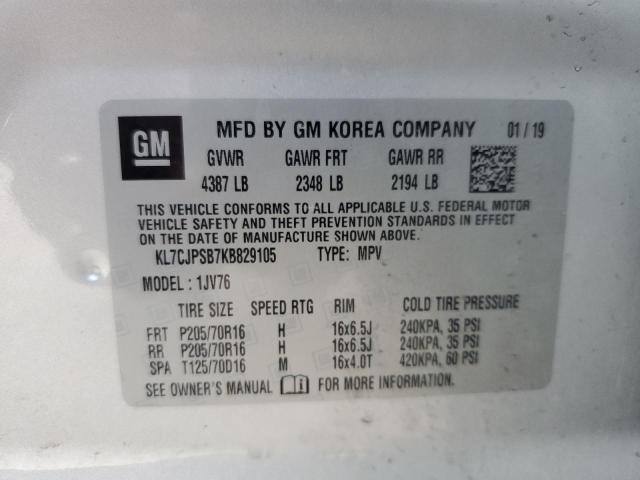 GM MFD BY GM KOREA COMPANY 01 / 19
GVWR GAWR FRT GAWR RR
4387 LB 2348 LB 2194 LB
THIS VEHICLE CONFORMS TO ALL APPLICABLE U.S. FEDERAL MOTOR
VEHICLE SAFETY AND THEFT PREVENTION STANDARDS IN EFFECT
ON THE DATE OF MANUFACTURE SHOWN ABOVE.
KL7CJPSB7KB829105 TYPE: MPV
MODEL : 1JV76
TIRE SIZE SPEED RTG RIM COLD TIRE PRESSURE
FRT P205/70R16 H 16x6.5J 240KPA, 35 PSI
RR P205/70R16 H 16x6.5J 240KPA, 35 PSI
SPA T125/70D16 M 16x4.0T 420KPA, 60 PSI
SEE OWNER'S MANUAL FOR MORE INFORMATION.